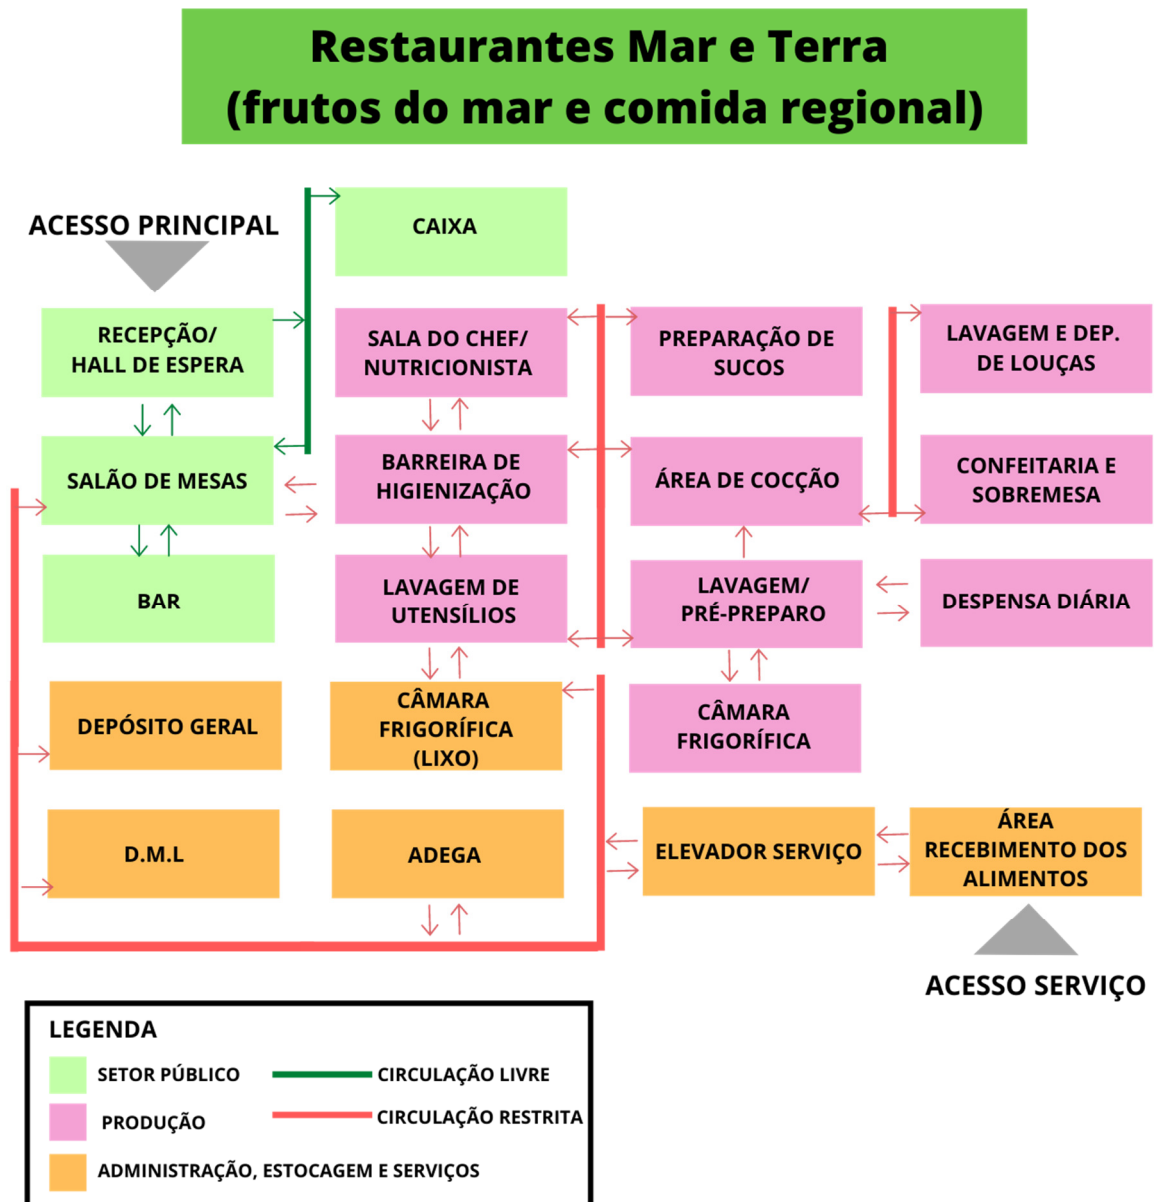 Restaurantes Mar e Terra
(frutos do mar e comida regional)
ACESSO PRINCIPAL
CAIXA
RECEPÇÃO/
HALL DE ESPERA
SALA DO CHEF/
NUTRICIONISTA
PREPARAÇÃO DE
SUCOS
LAVAGEM E DEP.
DE LOUÇAS
SALÃO DE MESAS
BARREIRA DE
HIGIENIZAÇÃO
ÁREA DE COCÇÃO
CONFEITARIA E
SOBREMESA
BAR
LAVAGEM DE
UTENSÍLIOS
LAVAGEM/
PRÉ-PREPARO
DESPENSA DIÁRIA
DEPÓSITO GERAL
CÂMARA
FRIGORÍFICA
(LIXO)
CÂMARA
FRIGORÍFICA
D.M.L
ADEGA
ELEVADOR SERVIÇO
ÁREA
RECEBIMENTO DOS
ALIMENTOS
ACESSO SERVIÇO
LEGENDA
SETOR PÚBLICO
CIRCULAÇÃO LIVRE
PRODUÇÃO
CIRCULAÇÃO RESTRITA
ADMINISTRAÇÃO, ESTOCAGEM E SERVIÇOS